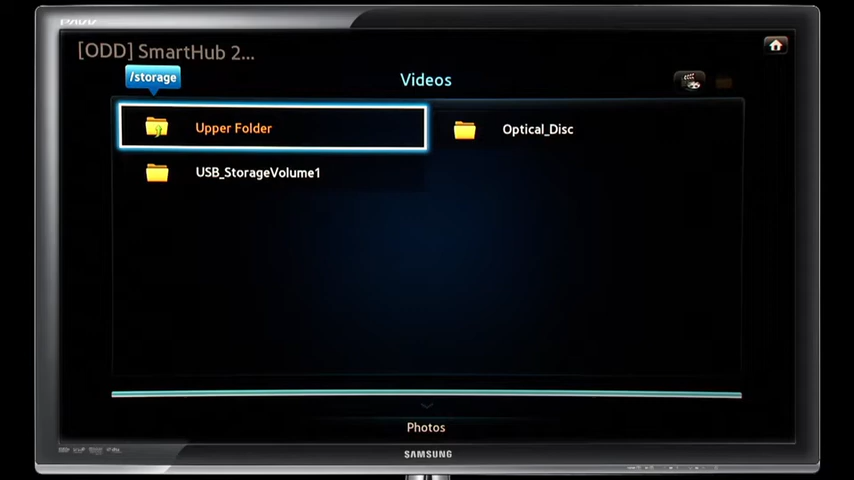 [ODD] SmartHub 2...
/storage
Videos
Upper Folder
Optical_Disc
USB_StorageVolume1
Photos
SAMSUNG